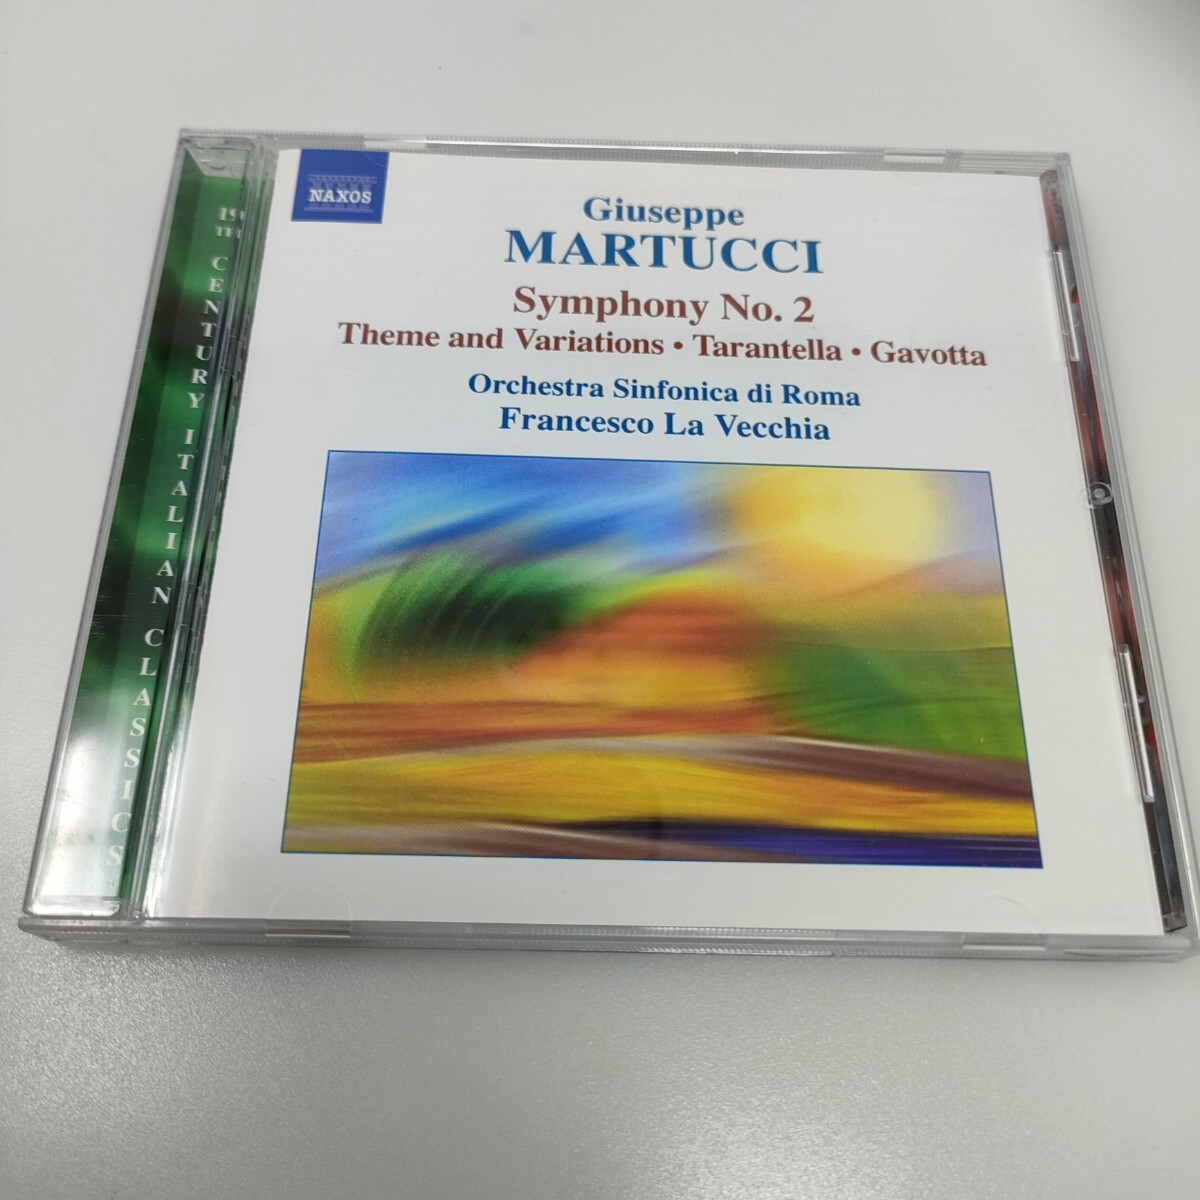 NAXOS
Giuseppe
MARTUCCI
Symphony No. 2
Theme and Variations • Tarantella • Gavotta
Orchestra Sinfonica di Roma
Francesco La Vecchia
CENTURY ITALIAN CLASSICS